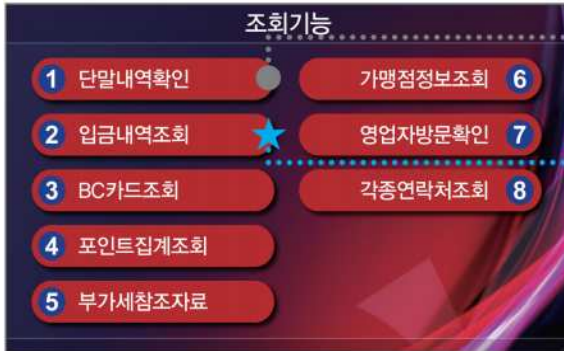 조회기능
1 단말내역확인
2 입금내역조회
3 BC카드조회
4 포인트집계조회
5 부가세참조자료
가맹점정보조회 6
영업자방문확인 7
각종연락처조회 8